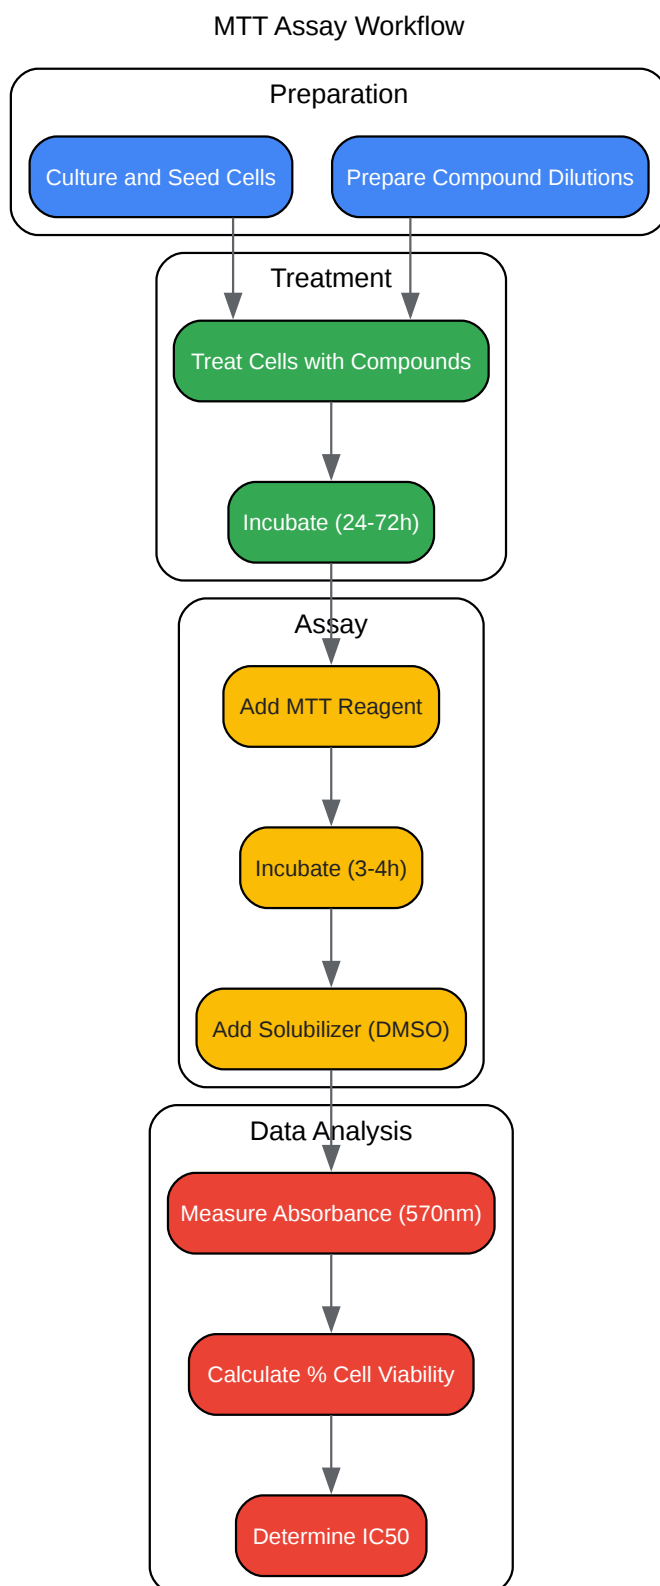 MTT Assay Workflow
Preparation
Culture and Seed Cells
Prepare Compound Dilutions
Treatment
Treat Cells with Compounds
Incubate (24-72h)
Assay
Add MTT Reagent
Incubate (3-4h)
Add Solubilizer (DMSO)
Data Analysis
Measure Absorbance (570nm)
Calculate % Cell Viability
Determine IC50